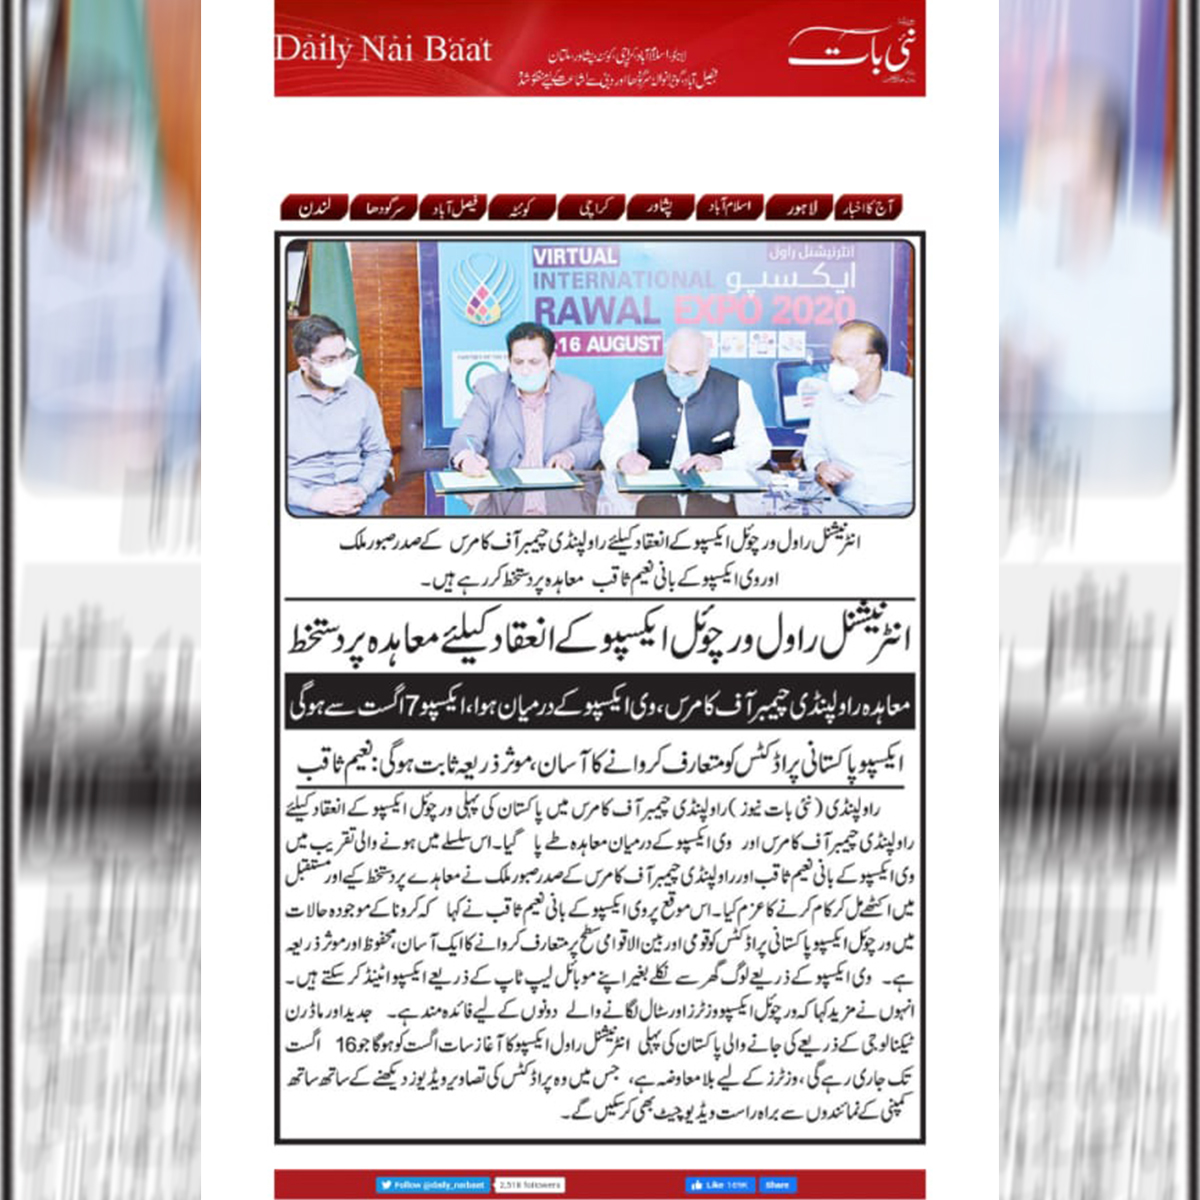 Daily Nai Baat
نئی بات
لاہور، اسلام آباد، کراچی، کوئٹہ، پشاور، ملتان
فیصل آباد، گوجرانوالہ، سرگودھا اور دبئی سے اشاعت کے لیے
آج کا اخبار
لاہور
اسلام آباد
پشاور
کراچی
کوئٹہ
فیصل آباد
سرگودھا
لندن
VIRTUAL
INTERNATIONAL
RAWAL EXPO 2020
16 AUGUST
انٹرنیشنل راول
ایکسپو
انٹرنیشنل راول ورچوئل ایکسپو کے انعقاد کیلئے راولپنڈی چیمبر آف کامرس کے صدر صبور ملک
اور وی ایکسپو کے بانی نعیم ثاقب معاہدہ پر دستخط کر رہے ہیں۔
انٹرنیشنل راول ورچوئل ایکسپو کے انعقاد کیلئے معاہدہ پر دستخط
معاہدہ راولپنڈی چیمبر آف کامرس، وی ایکسپو کے درمیان ہوا، ایکسپو 7 اگست سے ہوگی
ایکسپو پاکستانی پراڈکٹس کو متعارف کروانے کا آسان، موثر ذریعہ ثابت ہوگی: نعیم ثاقب
راولپنڈی (نئی بات نیوز) راولپنڈی چیمبر آف کامرس میں پاکستان کی پہلی ورچوئل ایکسپو کے انعقاد کیلئے
راولپنڈی چیمبر آف کامرس اور وی ایکسپو کے درمیان معاہدہ طے پا گیا۔ اس سلسلے میں ہونے والی تقریب میں
وی ایکسپو کے بانی نعیم ثاقب اور راولپنڈی چیمبر آف کامرس کے صدر صبور ملک نے معاہدے پر دستخط کیے اور مستقبل
میں اکٹھے مل کر کام کرنے کا عزم کیا۔ اس موقع پر وی ایکسپو کے بانی نعیم ثاقب نے کہا کہ کرونا کے موجودہ حالات
میں ورچوئل ایکسپو پاکستانی پراڈکٹس کو قومی اور بین الاقوامی سطح پر متعارف کروانے کا ایک آسان، محفوظ اور موثر ذریعہ
ہے۔ وی ایکسپو کے ذریعے لوگ گھر سے نکلے بغیر اپنے موبائل لیپ ٹاپ کے ذریعے ایکسپو اٹینڈ کر سکتے ہیں۔
انہوں نے مزید کہا کہ ورچوئل ایکسپو وزٹرز اور سٹال لگانے والے دونوں کے لیے فائدہ مند ہے۔ جدید اور ماڈرن
ٹیکنالوجی کے ذریعے کی جانے والی پاکستان کی پہلی انٹرنیشنل راول ایکسپو کا آغاز سات اگست کو ہوگا جو 16 اگست
تک جاری رہے گی، وزٹرز کے لیے بلا معاوضہ ہے، جس میں وہ پراڈکٹس کی تصاویر ویڈیوز دیکھنے کے ساتھ ساتھ
کمپنی کے نمائندوں سے براہ راست ویڈیو چیٹ بھی کر سکیں گے۔
Follow @daily_naibaat
2,518 followers
Like 169K
Share